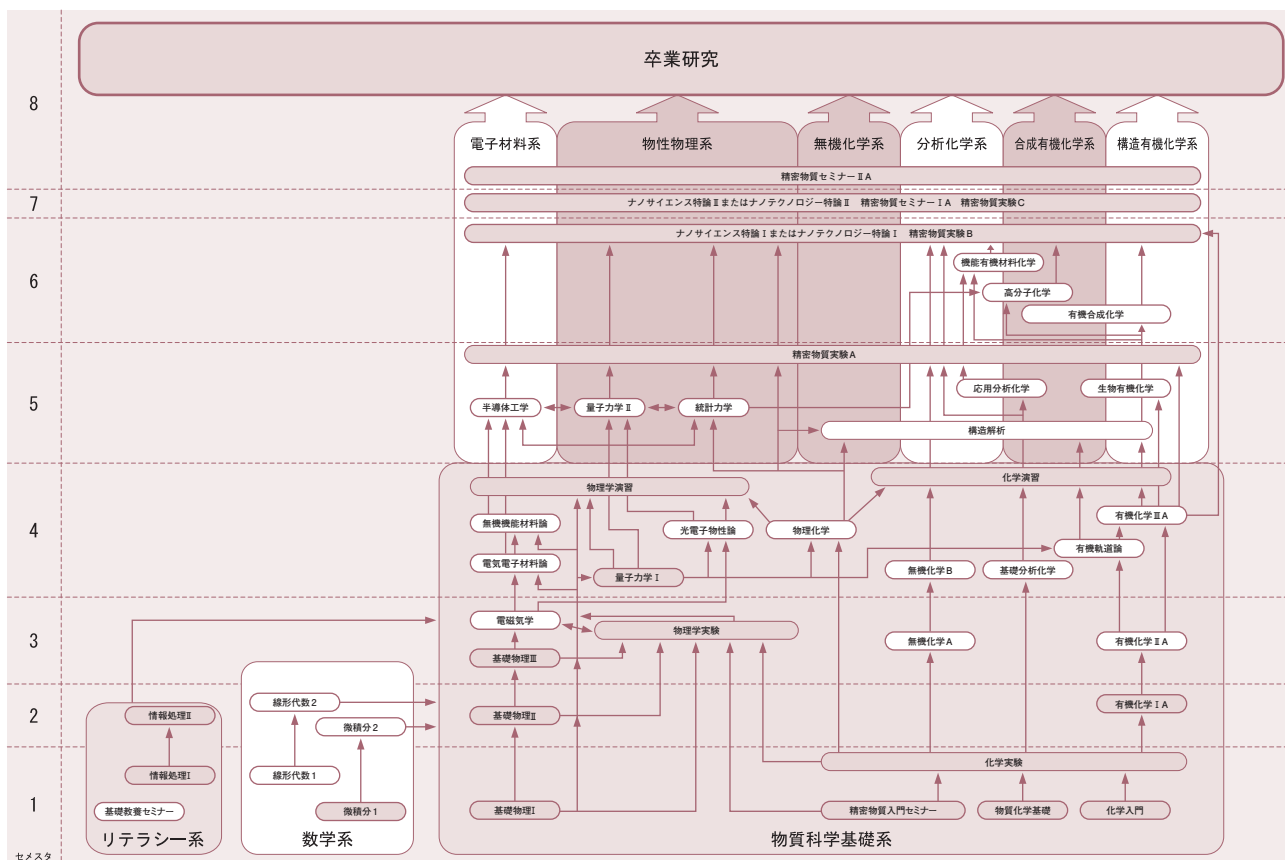 卒業研究
8
電子材料系
物性物理系
無機化学系
分析化学系
合成有機化学系
構造有機化学系
精密物質セミナーⅡA
7
ナノサイエンス特論Ⅱまたはナノテクノロジー特論Ⅱ 精密物質セミナーⅠA 精密物質実験C
ナノサイエンス特論Ⅰまたはナノテクノロジー特論Ⅰ 精密物質実験B
6
機能有機材料化学
高分子化学
有機合成化学
精密物質実験A
5
応用分析化学
生物有機化学
半導体工学
量子力学Ⅱ
統計力学
構造解析
4
物理学演習
化学演習
無機機能材料論
光電子物性論
物理化学
有機化学ⅢA
有機軌道論
電気電子材料論
量子力学Ⅰ
無機化学B
基礎分析化学
3
電磁気学
物理学実験
無機化学A
有機化学ⅡA
基礎物理Ⅲ
2
情報処理Ⅱ
線形代数2
微積分2
基礎物理Ⅱ
有機化学ⅠA
1
情報処理Ⅰ
線形代数1
化学実験
基礎教養セミナー
微積分1
基礎物理Ⅰ
精密物質入門セミナー
物質化学基礎
化学入門
リテラシー系
数学系
物質科学基礎系
セメスタ